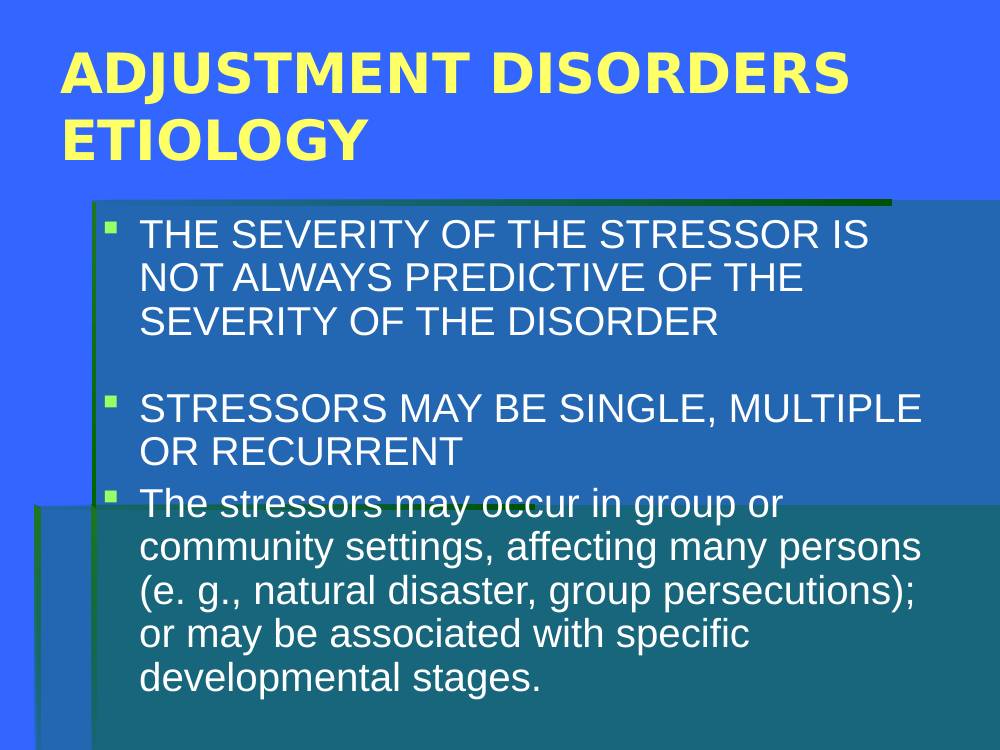 ADJUSTMENT DISORDERS
ETIOLOGY
THE SEVERITY OF THE STRESSOR IS
NOT ALWAYS PREDICTIVE OF THE
SEVERITY OF THE DISORDER
STRESSORS MAY BE SINGLE, MULTIPLE
OR RECURRENT
The stressors may occur in group or
community settings, affecting many persons
(e. g., natural disaster, group persecutions);
or may be associated with specific
developmental stages.